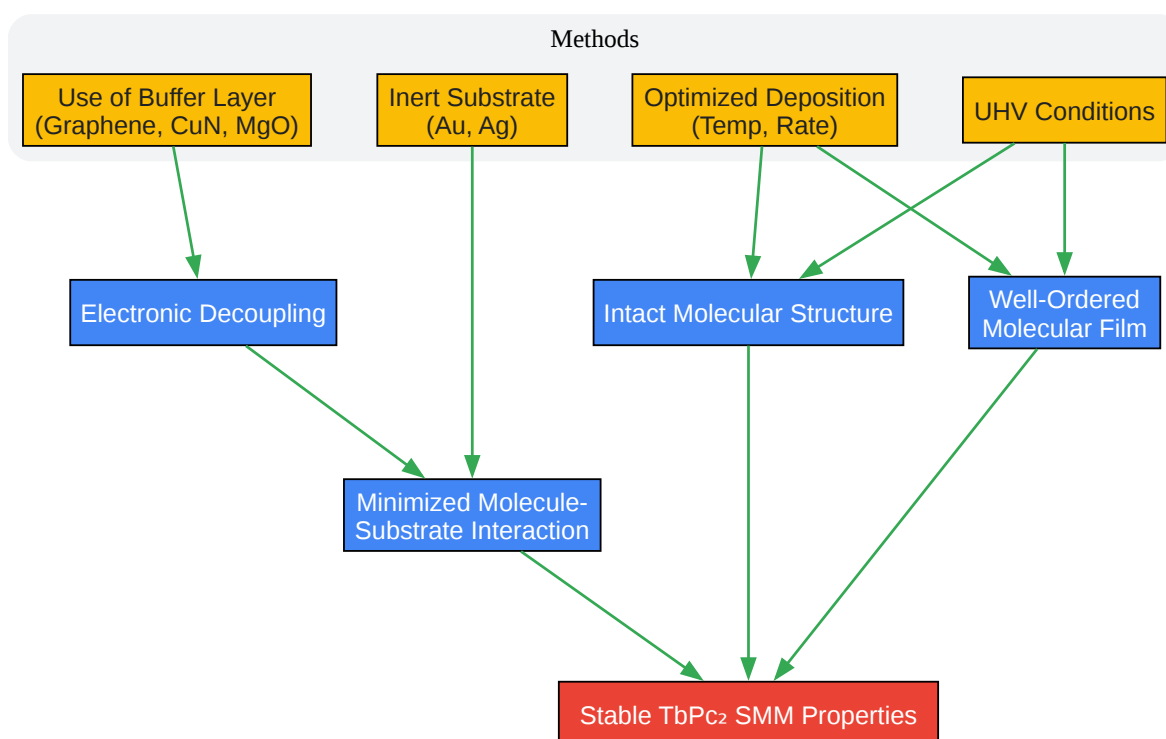 Methods
Use of Buffer Layer
(Graphene, CuN, MgO)
Inert Substrate
(Au, Ag)
Optimized Deposition
(Temp, Rate)
UHV Conditions
Electronic Decoupling
Intact Molecular Structure
Well-Ordered
Molecular Film
Minimized Molecule-
Substrate Interaction
Stable TbPc₂ SMM Properties